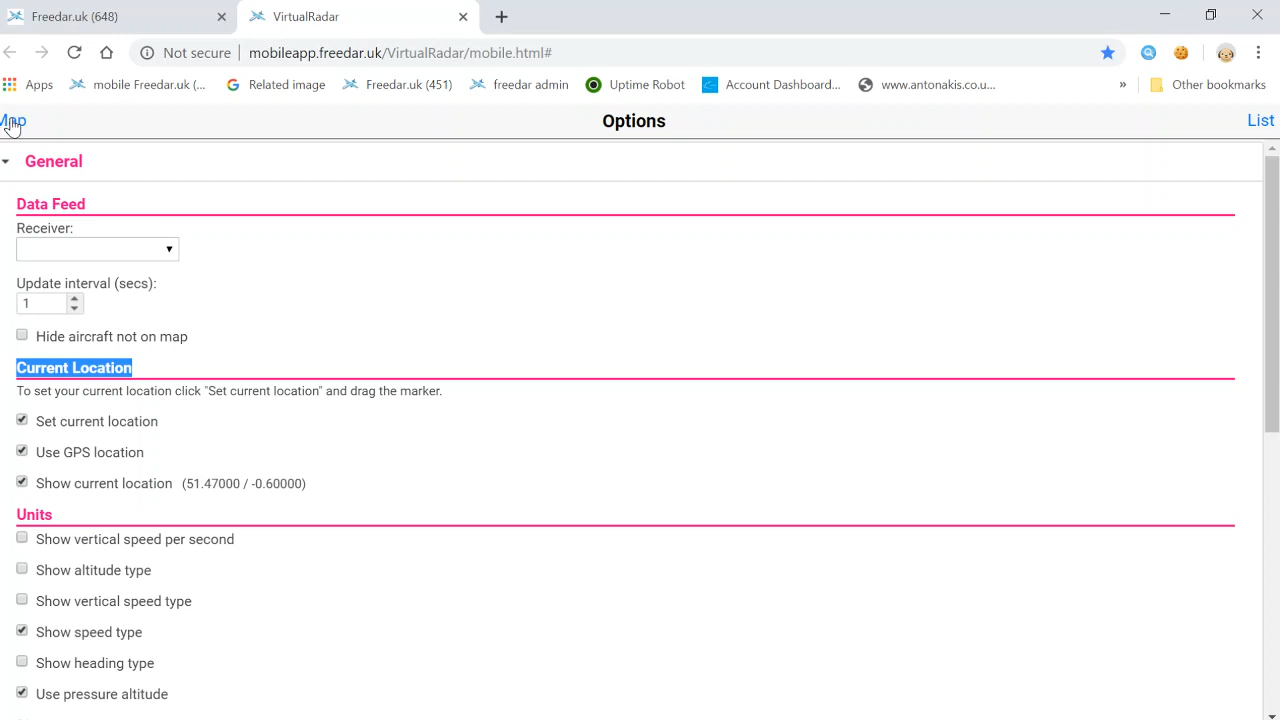 Freedar.uk (648)
VirtualRadar
Not secure
mobileapp.freedar.uk/VirtualRadar/mobile.html#
Apps
mobile Freedar.uk (...
Related image
Freedar.uk (451)
freedar admin
Uptime Robot
Account Dashboard...
www.antonakis.co.u...
»
Other bookmarks
Map
Options
List
General
Data Feed
Receiver:
Update interval (secs):
1
Hide aircraft not on map
Current Location
To set your current location click "Set current location" and drag the marker.
Set current location
Use GPS location
Show current location (51.47000 / -0.60000)
Units
Show vertical speed per second
Show altitude type
Show vertical speed type
Show speed type
Show heading type
Use pressure altitude